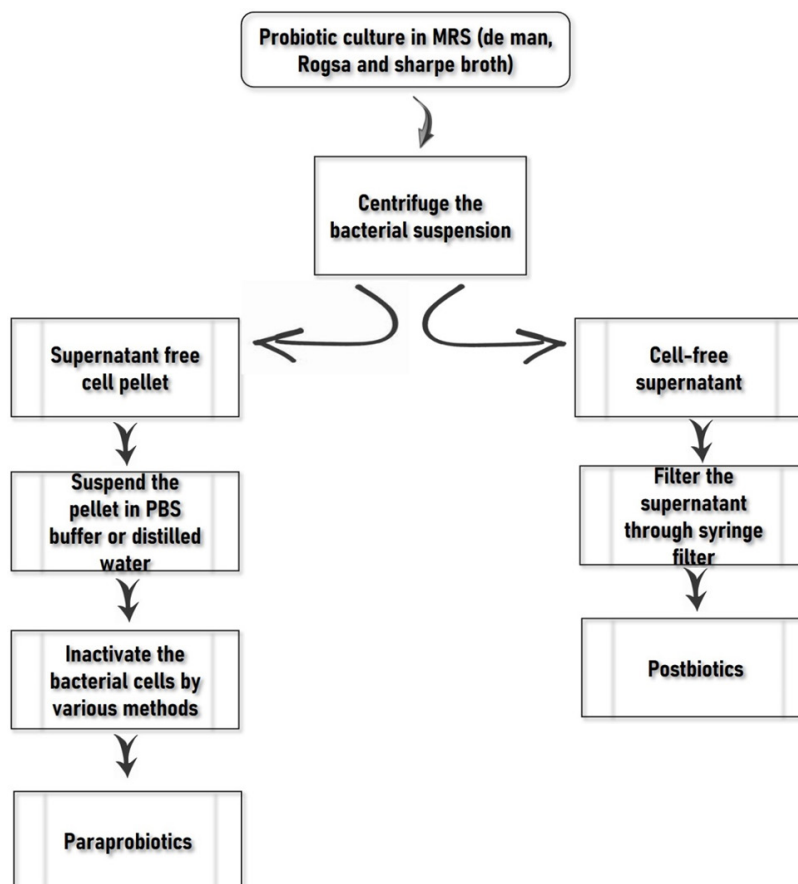 Probiotic culture in MRS (de man,
Rogsa and sharpe broth)
Centrifuge the
bacterial suspension
Supernatant free
cell pellet
Suspend the
pellet in PBS
buffer or distilled
water
Inactivate the
bacterial cells by
various methods
Paraprobiotics
Cell-free
supernatant
Filter the
supernatant
through syringe
filter
Postbiotics